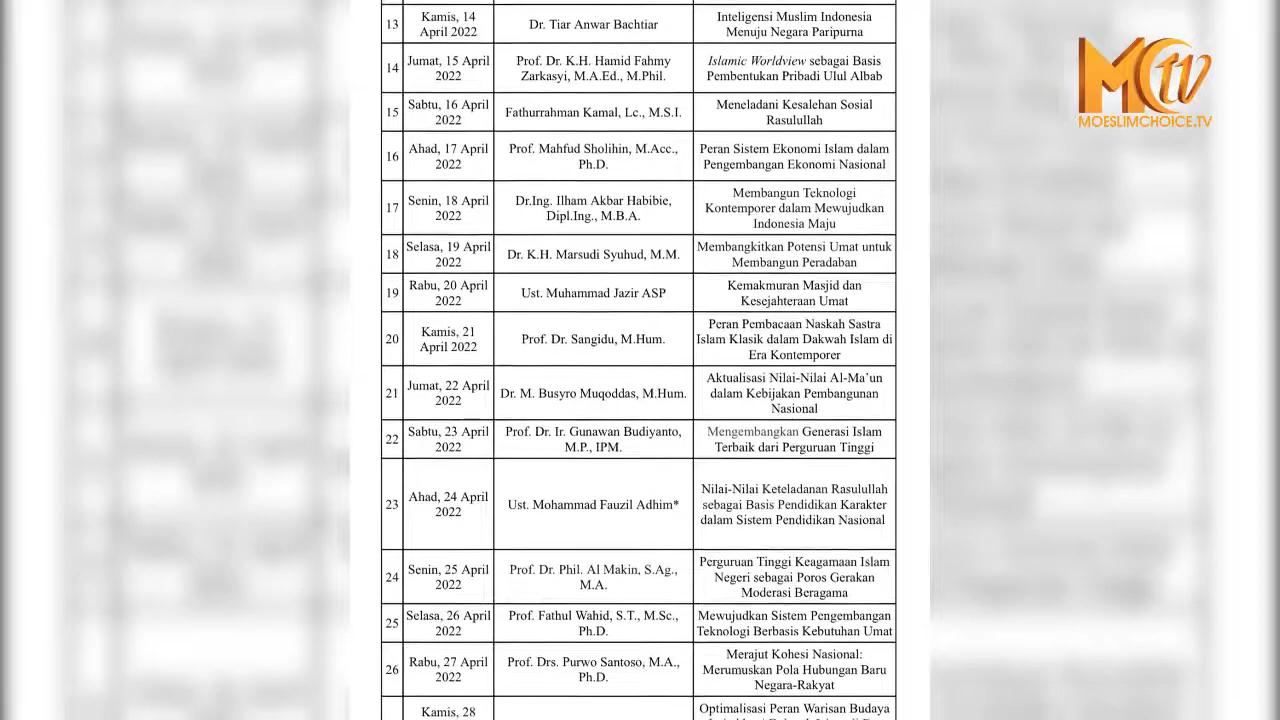 13
Kamis, 14
April 2022
Dr. Tiar Anwar Bachtiar
Inteligensi Muslim Indonesia
Menuju Negara Paripurna
14
Jumat, 15 April
2022
Prof. Dr. K.H. Hamid Fahmy
Zarkasyi, M.A.Ed., M.Phil.
Islamic Worldview sebagai Basis
Pembentukan Pribadi Ulul Albab
15
Sabtu, 16 April
2022
Fathurrahman Kamal, Lc., M.S.I.
Meneladani Kesalehan Sosial
Rasulullah
16
Ahad, 17 April
2022
Prof. Mahfud Sholihin, M.Acc.,
Ph.D.
Peran Sistem Ekonomi Islam dalam
Pengembangan Ekonomi Nasional
17
Senin, 18 April
2022
Dr.Ing. Ilham Akbar Habibie,
Dipl.Ing., M.B.A.
Membangun Teknologi
Kontemporer dalam Mewujudkan
Indonesia Maju
18
Selasa, 19 April
2022
Dr. K.H. Marsudi Syuhud, M.M.
Membangkitkan Potensi Umat untuk
Membangun Peradaban
19
Rabu, 20 April
2022
Ust. Muhammad Jazir ASP
Kemakmuran Masjid dan
Kesejahteraan Umat
20
Kamis, 21
April 2022
Prof. Dr. Sangidu, M.Hum.
Peran Pembacaan Naskah Sastra
Islam Klasik dalam Dakwah Islam di
Era Kontemporer
21
Jumat, 22 April
2022
Dr. M. Busyro Muqoddas, M.Hum.
Aktualisasi Nilai-Nilai Al-Ma’un
dalam Kebijakan Pembangunan
Nasional
22
Sabtu, 23 April
2022
Prof. Dr. Ir. Gunawan Budiyanto,
M.P., IPM.
Mengembangkan Generasi Islam
Terbaik dari Perguruan Tinggi
23
Ahad, 24 April
2022
Ust. Mohammad Fauzil Adhim*
Nilai-Nilai Keteladanan Rasulullah
sebagai Basis Pendidikan Karakter
dalam Sistem Pendidikan Nasional
24
Senin, 25 April
2022
Prof. Dr. Phil. Al Makin, S.Ag.,
M.A.
Perguruan Tinggi Keagamaan Islam
Negeri sebagai Poros Gerakan
Moderasi Beragama
25
Selasa, 26 April
2022
Prof. Fathul Wahid, S.T., M.Sc.,
Ph.D.
Mewujudkan Sistem Pengembangan
Teknologi Berbasis Kebutuhan Umat
26
Rabu, 27 April
2022
Prof. Drs. Purwo Santoso, M.A.,
Ph.D.
Merajut Kohesi Nasional:
Merumuskan Pola Hubungan Baru
Negara-Rakyat
Kamis, 28
Optimalisasi Peran Warisan Budaya
MC tv
MOESLIMCHOICE.TV